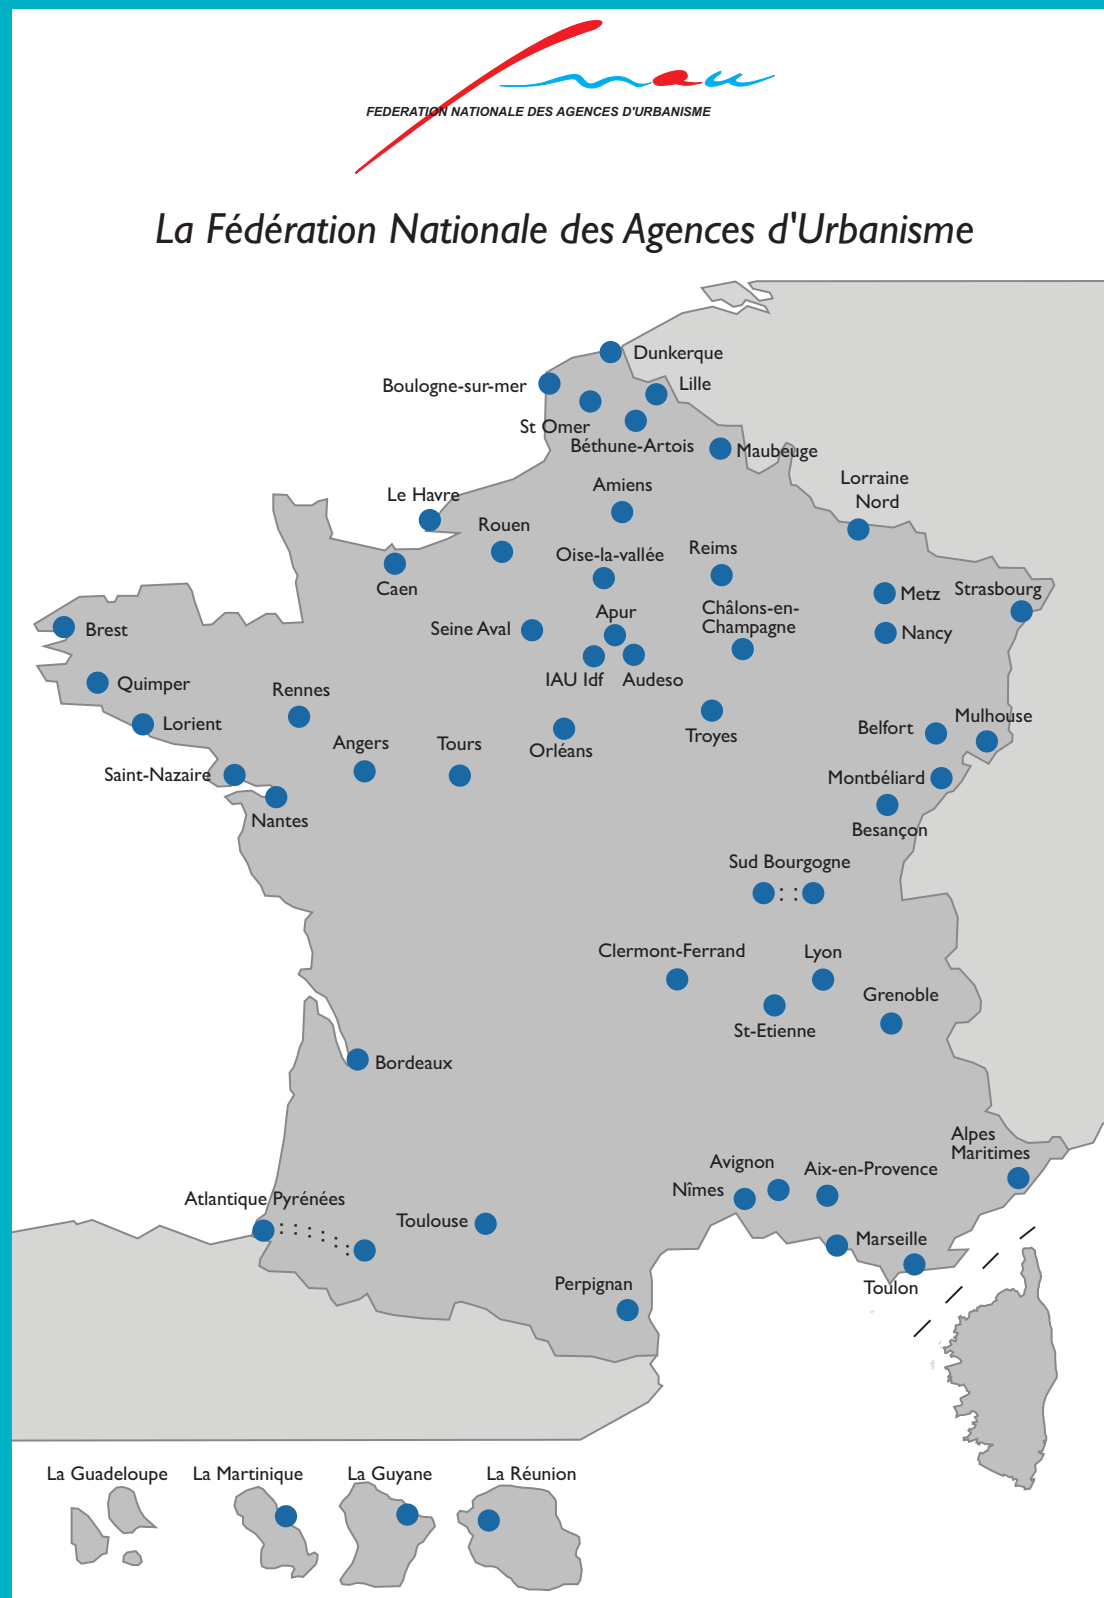 fnau
FEDERATION NATIONALE DES AGENCES D'URBANISME
La Fédération Nationale des Agences d'Urbanisme
Dunkerque
Boulogne-sur-mer
Lille
St Omer
Béthune-Artois
Maubeuge
Lorraine
Nord
Amiens
Le Havre
Rouen
Oise-la-vallée
Reims
Caen
Metz
Strasbourg
Apur
Châlons-en-
Champagne
Brest
Seine Aval
Nancy
IAU Idf
Audeso
Quimper
Rennes
Lorient
Belfort
Mulhouse
Angers
Tours
Orléans
Troyes
Saint-Nazaire
Montbéliard
Nantes
Besançon
Sud Bourgogne
Clermont-Ferrand
Lyon
Grenoble
St-Etienne
Bordeaux
Alpes
Maritimes
Avignon
Aix-en-Provence
Nîmes
Atlantique Pyrénées
Toulouse
Marseille
Perpignan
Toulon
La Guadeloupe
La Martinique
La Guyane
La Réunion